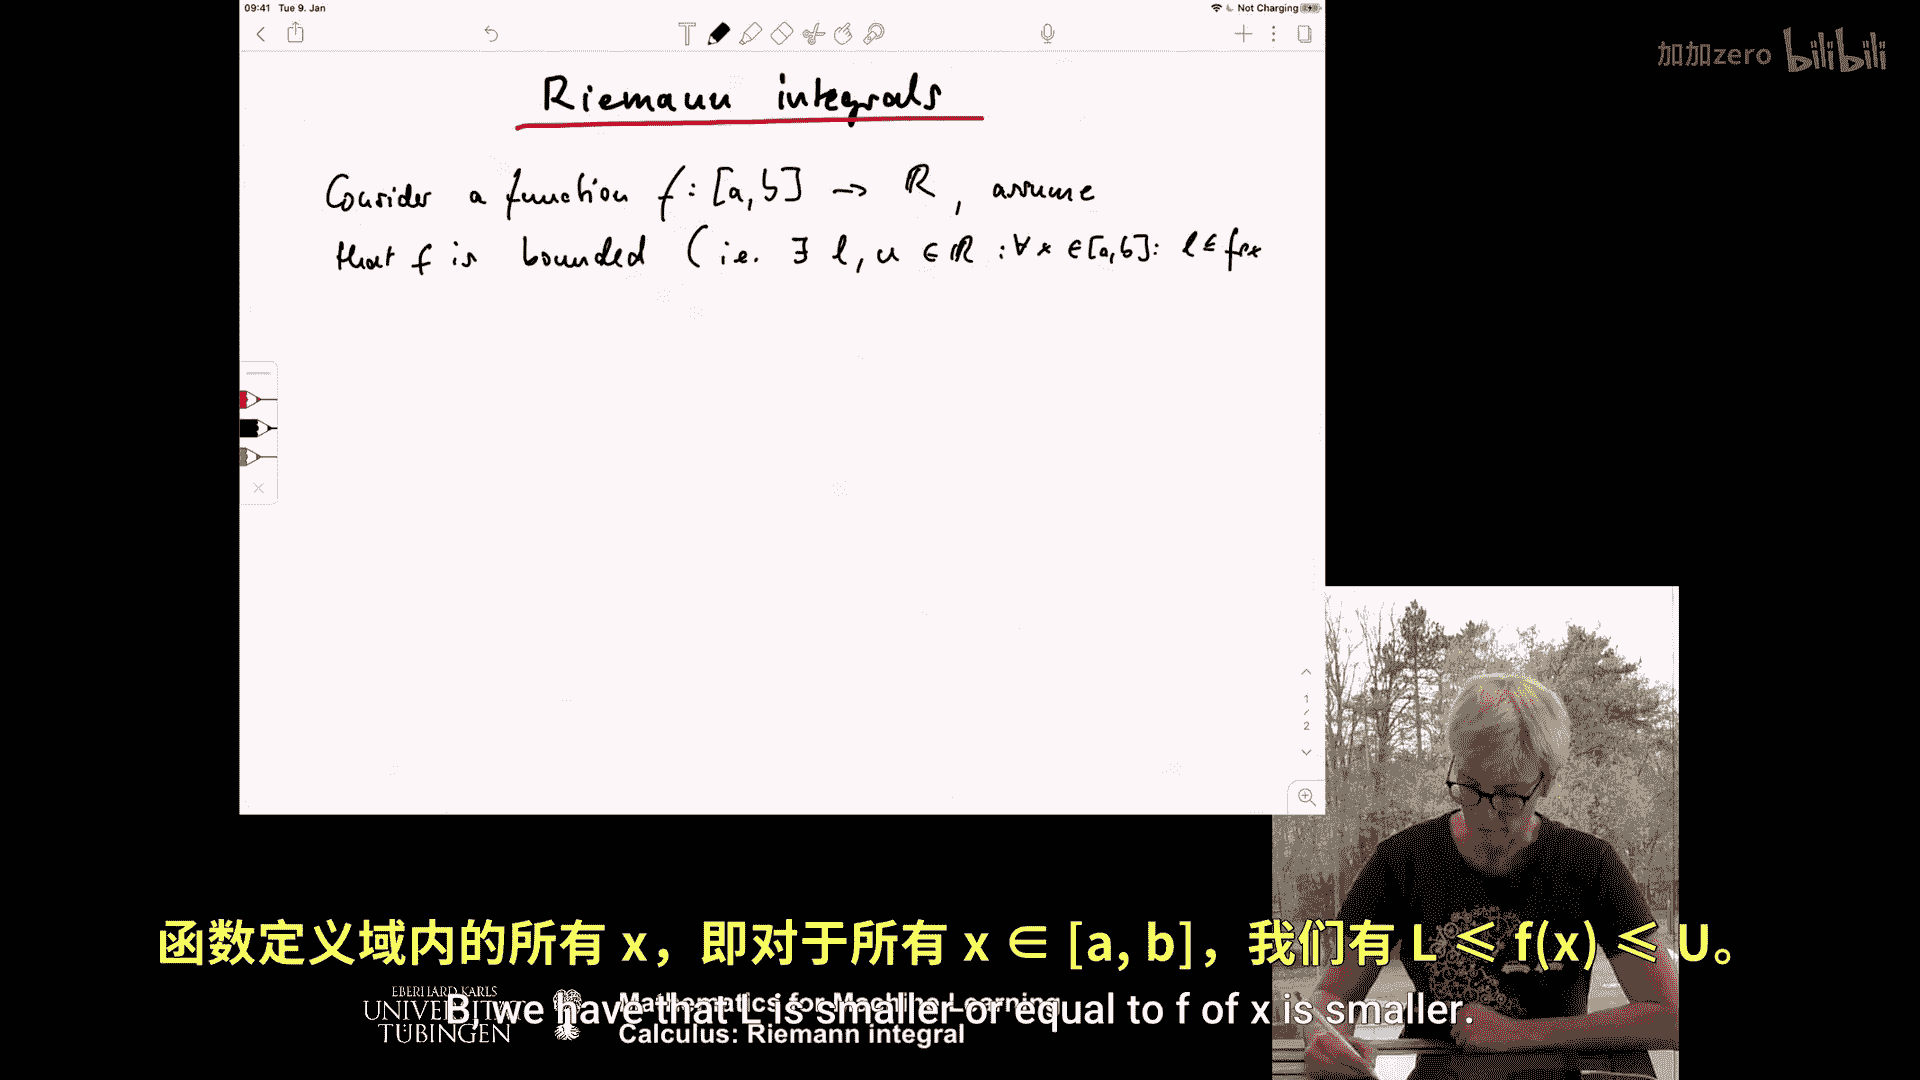 09:41 Tue 9. Jan
Not Charging
加加zero bilibili
Riemann integrals
Consider a function f: [a, b] → ℝ, assume
that f is bounded (i.e. ∃ l, u ∈ ℝ : ∀ x ∈ [a, b]: l ≤ f(x
1
2
函数定义域内的所有 x，即对于所有 x ∈ [a, b]，我们有 L ⩽ f(x) ⩽ U。
EBERHARD KARLS
UNIVERSITÄT
TÜBINGEN
B, we have that L is smaller or equal to f of x is smaller.
Mathematics for Machine Learning
Calculus: Riemann integral